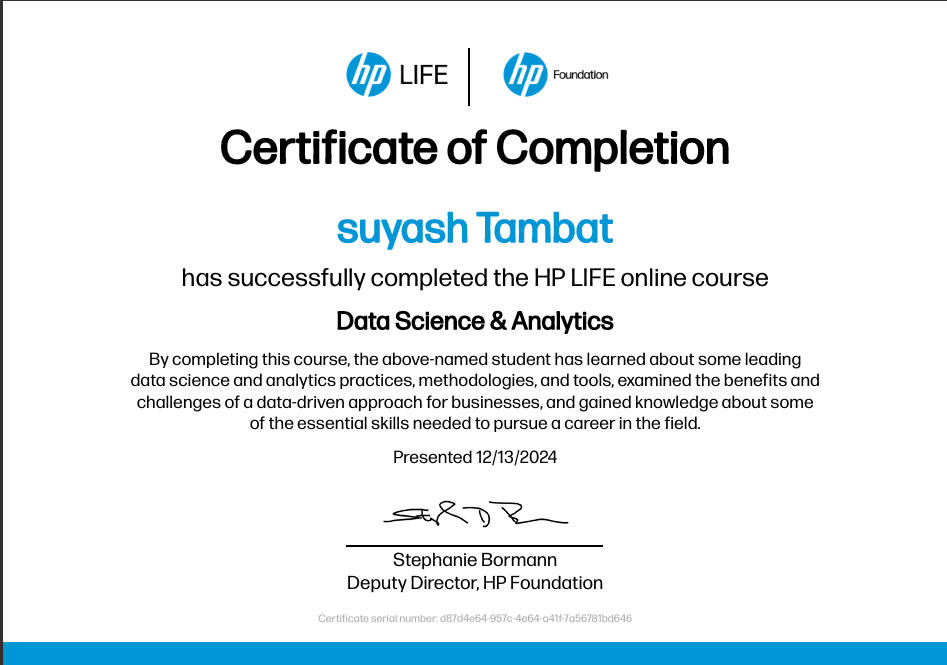 hp LIFE
hp Foundation
Certificate of Completion
suyash Tambat
has successfully completed the HP LIFE online course
Data Science & Analytics
By completing this course, the above-named student has learned about some leading
data science and analytics practices, methodologies, and tools, examined the benefits and
challenges of a data-driven approach for businesses, and gained knowledge about some
of the essential skills needed to pursue a career in the field.
Presented 12/13/2024
Stephanie Bormann
Deputy Director, HP Foundation
Certificate serial number: d87d4e64-957c-4e64-a41f-7a56781bd646